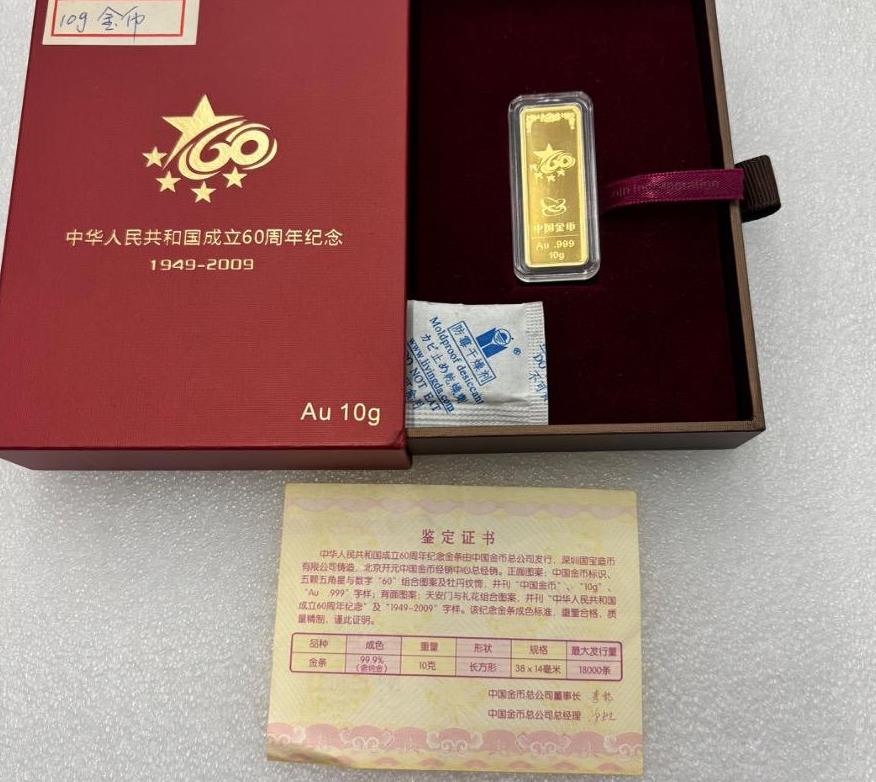 10g 金币
60
中华人民共和国成立60周年纪念
1949-2009
Au 10g
60
中国金币
Au .999
10g
防霉干燥剂
Moldproof desiccant
カビ止め乾燥剤
www.livingda.com
NOT EAT
鉴定证书
中华人民共和国成立60周年纪念金条由中国金币总公司发行，深圳国宝造币
有限公司铸造，北京开元中国金币经销中心总经销。正面图案：中国金币标识、
五颗五角星与数字“60”组合图案及牡丹纹饰，并刊“中国金币”、“10g”、
“Au .999”字样；背面图案：天安门与礼花组合图案，并刊“中华人民共和国
成立60周年纪念”及“1949-2009”字样。该纪念金条成色标准，重量合格，质
量精制，谨此证明。
品种 成色 重量 形状 规格 最大发行量
金条 99.9% 10克 长方形 38×14毫米 18000条
中国金币总公司董事长
中国金币总公司总经理